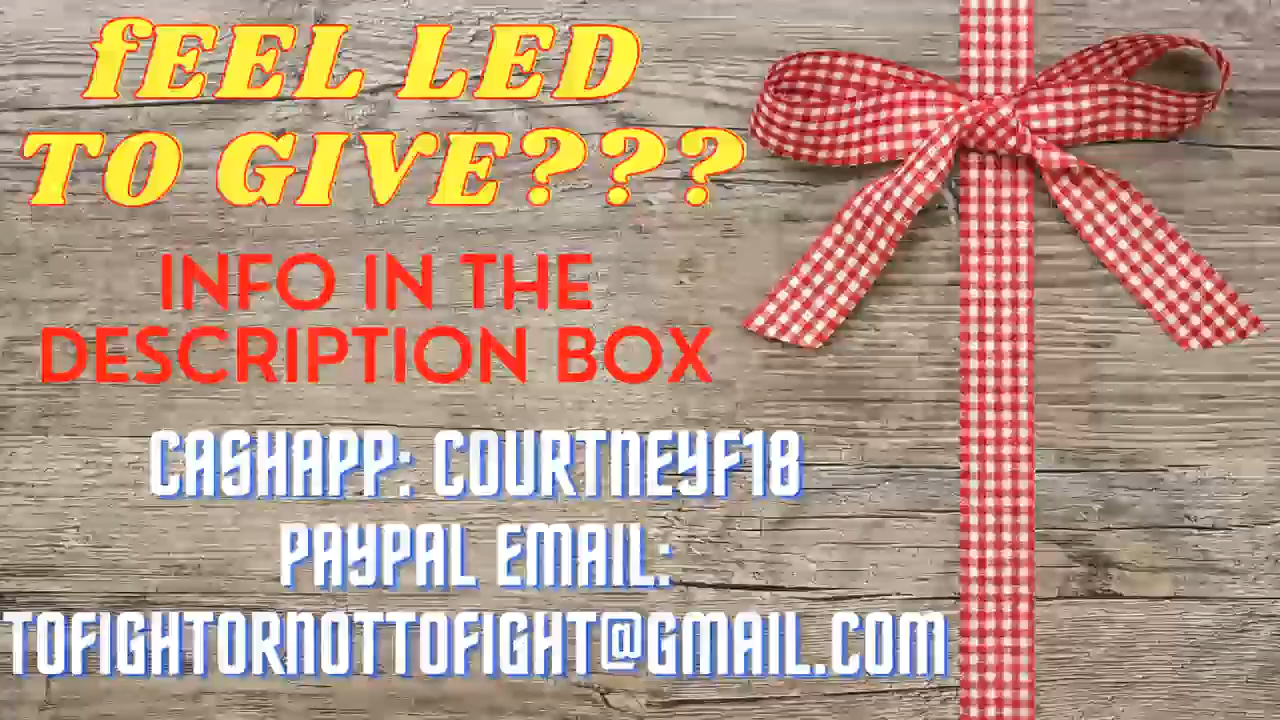 fEEL LED
TO GIVE???
INFO IN THE
DESCRIPTION BOX
CASHAPP: COURTNEYF18
PAYPAL EMAIL:
TOFIGHTORNOTTOFIGHT@GMAIL.COM